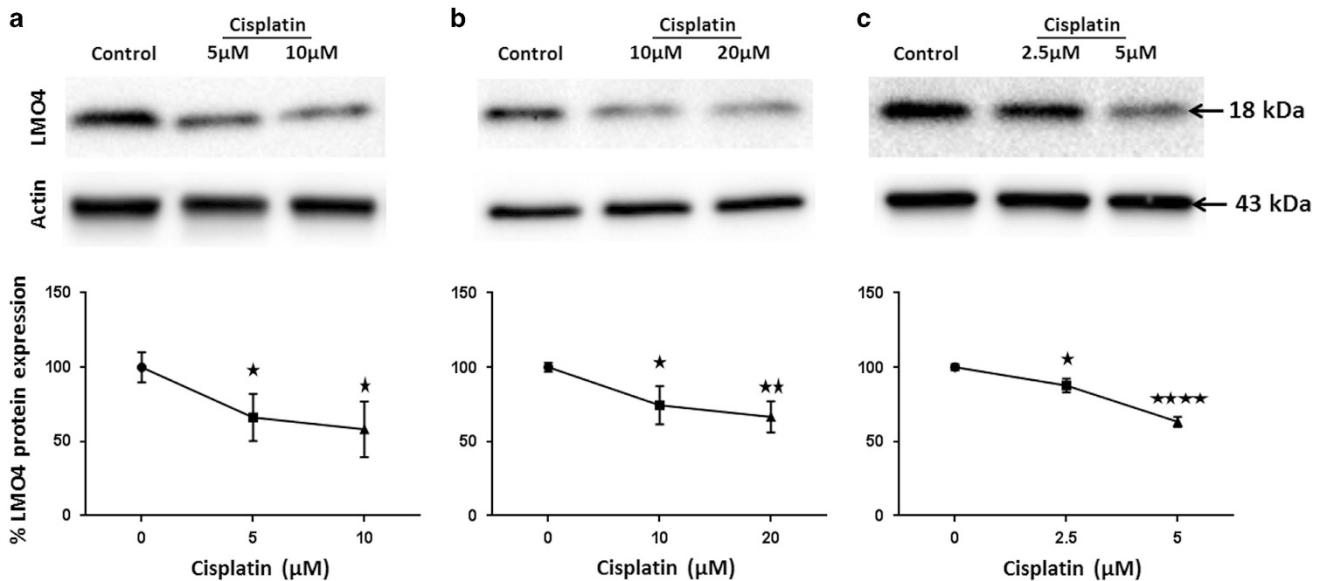 a
Cisplatin
Control 5µM 10µM
b
Cisplatin
Control 10µM 20µM
c
Cisplatin
Control 2.5µM 5µM
LMO4
18 kDa
Actin
43 kDa
% LMO4 protein expression
150
100
50
0
0 5 10
Cisplatin (µM)
150
100
50
0
0 10 20
Cisplatin (µM)
150
100
50
0
0 2.5 5
Cisplatin (µM)